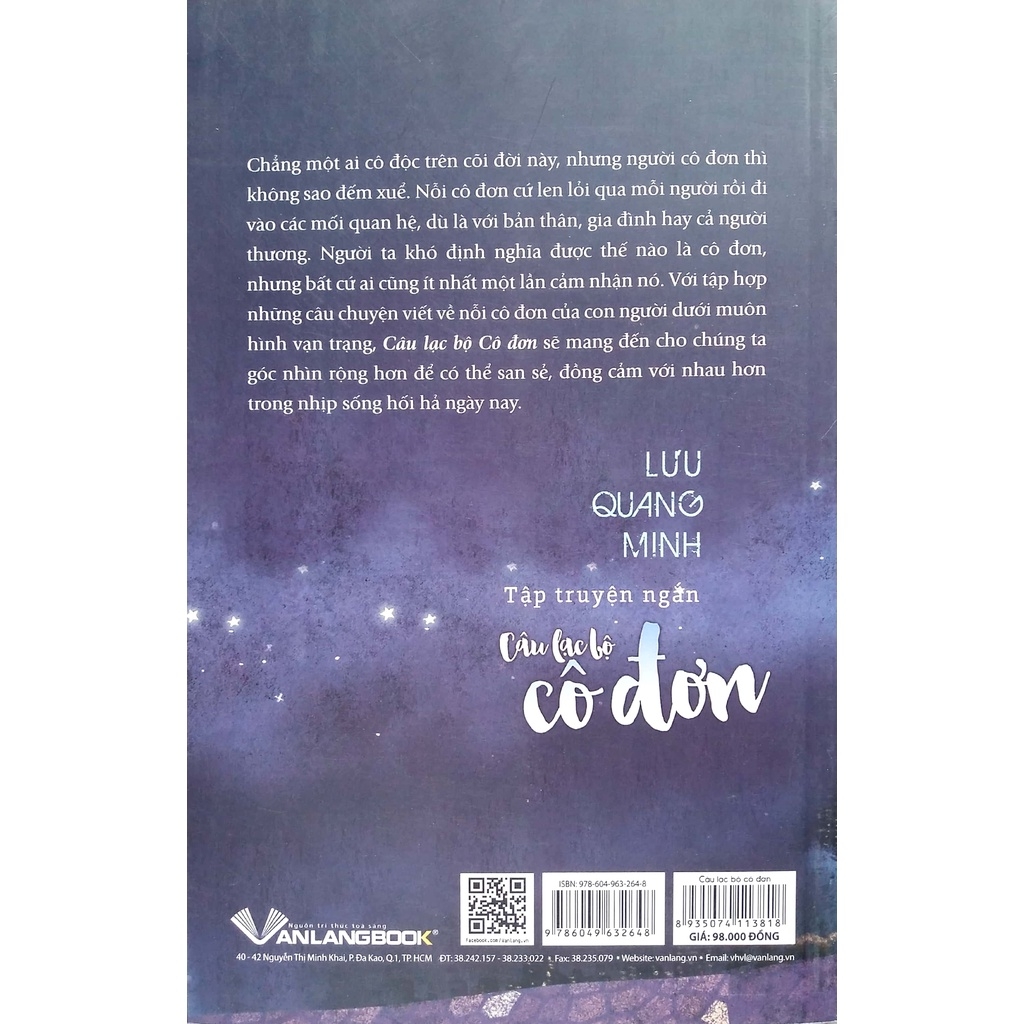 Chẳng một ai cô độc trên cõi đời này, nhưng người cô đơn thì
không sao đếm xuể. Nỗi cô đơn cứ len lỏi qua mỗi người rồi đi
vào các mối quan hệ, dù là với bản thân, gia đình hay cả người
thương. Người ta khó định nghĩa được thế nào là cô đơn,
nhưng bất cứ ai cũng ít nhất một lần cảm nhận nó. Với tập hợp
những câu chuyện viết về nỗi cô đơn của con người dưới muôn
hình vạn trạng, Câu lạc bộ Cô đơn sẽ mang đến cho chúng ta
góc nhìn rộng hơn để có thể san sẻ, đồng cảm với nhau hơn
trong nhịp sống hối hả ngày nay.
LƯU
QUANG
MINH
Tập truyện ngắn
Câu lạc bộ
cô đơn
Nguồn tri thức toả sáng
VANLANGBOOK®
facebook.com/vanlang.vn
ISBN: 978-604-963-264-8
9 786049 632648
Câu lạc bộ cô đơn
8 935074 113818
GIÁ: 98.000 ĐỒNG
40 - 42 Nguyễn Thị Minh Khai, P. Đa Kao, Q.1, TP. HCM ĐT: 38.242.157 - 38.233.022 • Fax: 38.235.079 • Website: vanlang.vn • Email: vhvl@vanlang.vn